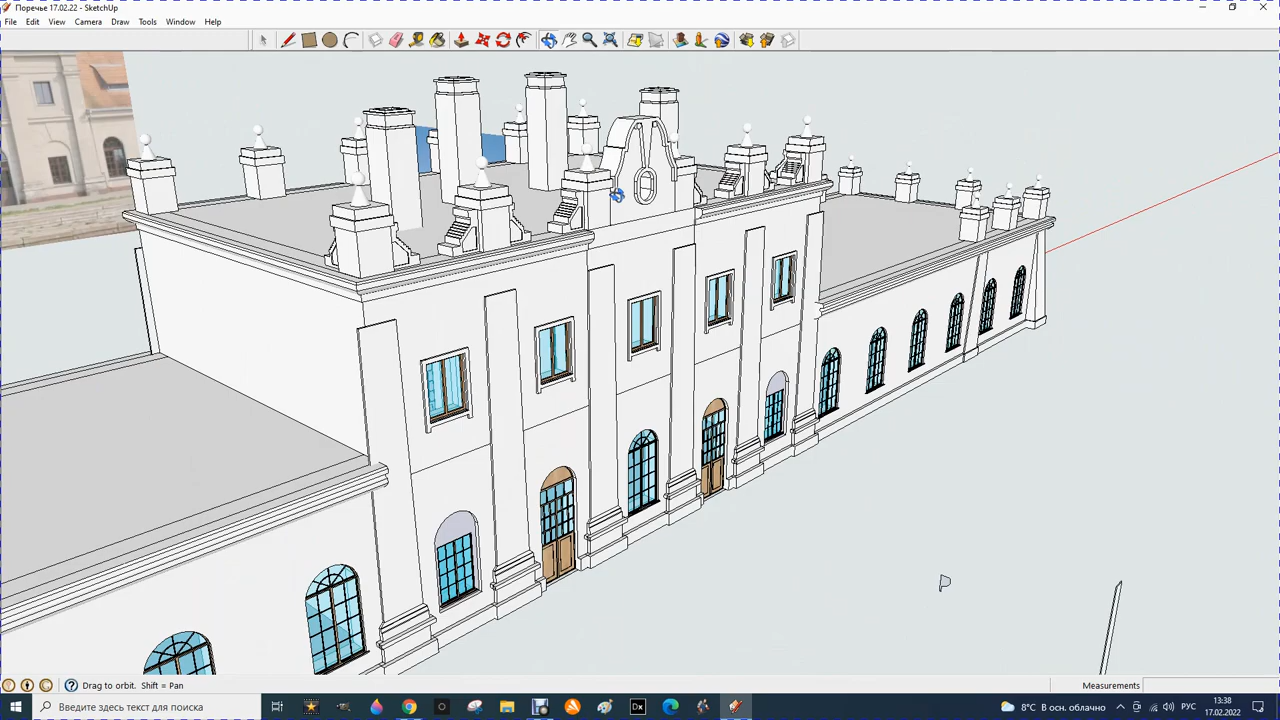 Поречье 17.02.22 - SketchUp
File Edit View Camera Draw Tools Window Help
Drag to orbit. Shift = Pan
Measurements
Введите здесь текст для поиска
Dx
8°C В осн. облачно
РУС
13:38
17.02.2022